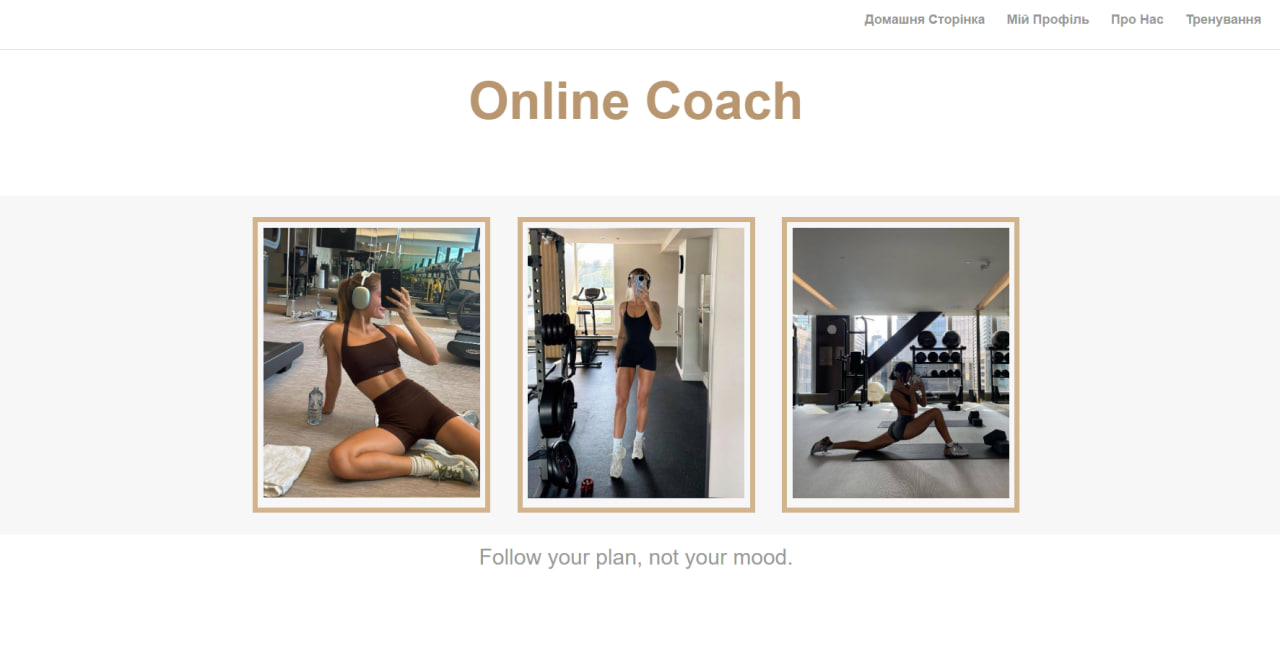 Домашня Сторінка Мій Профіль Про Нас Тренування
Online Coach
Follow your plan, not your mood.